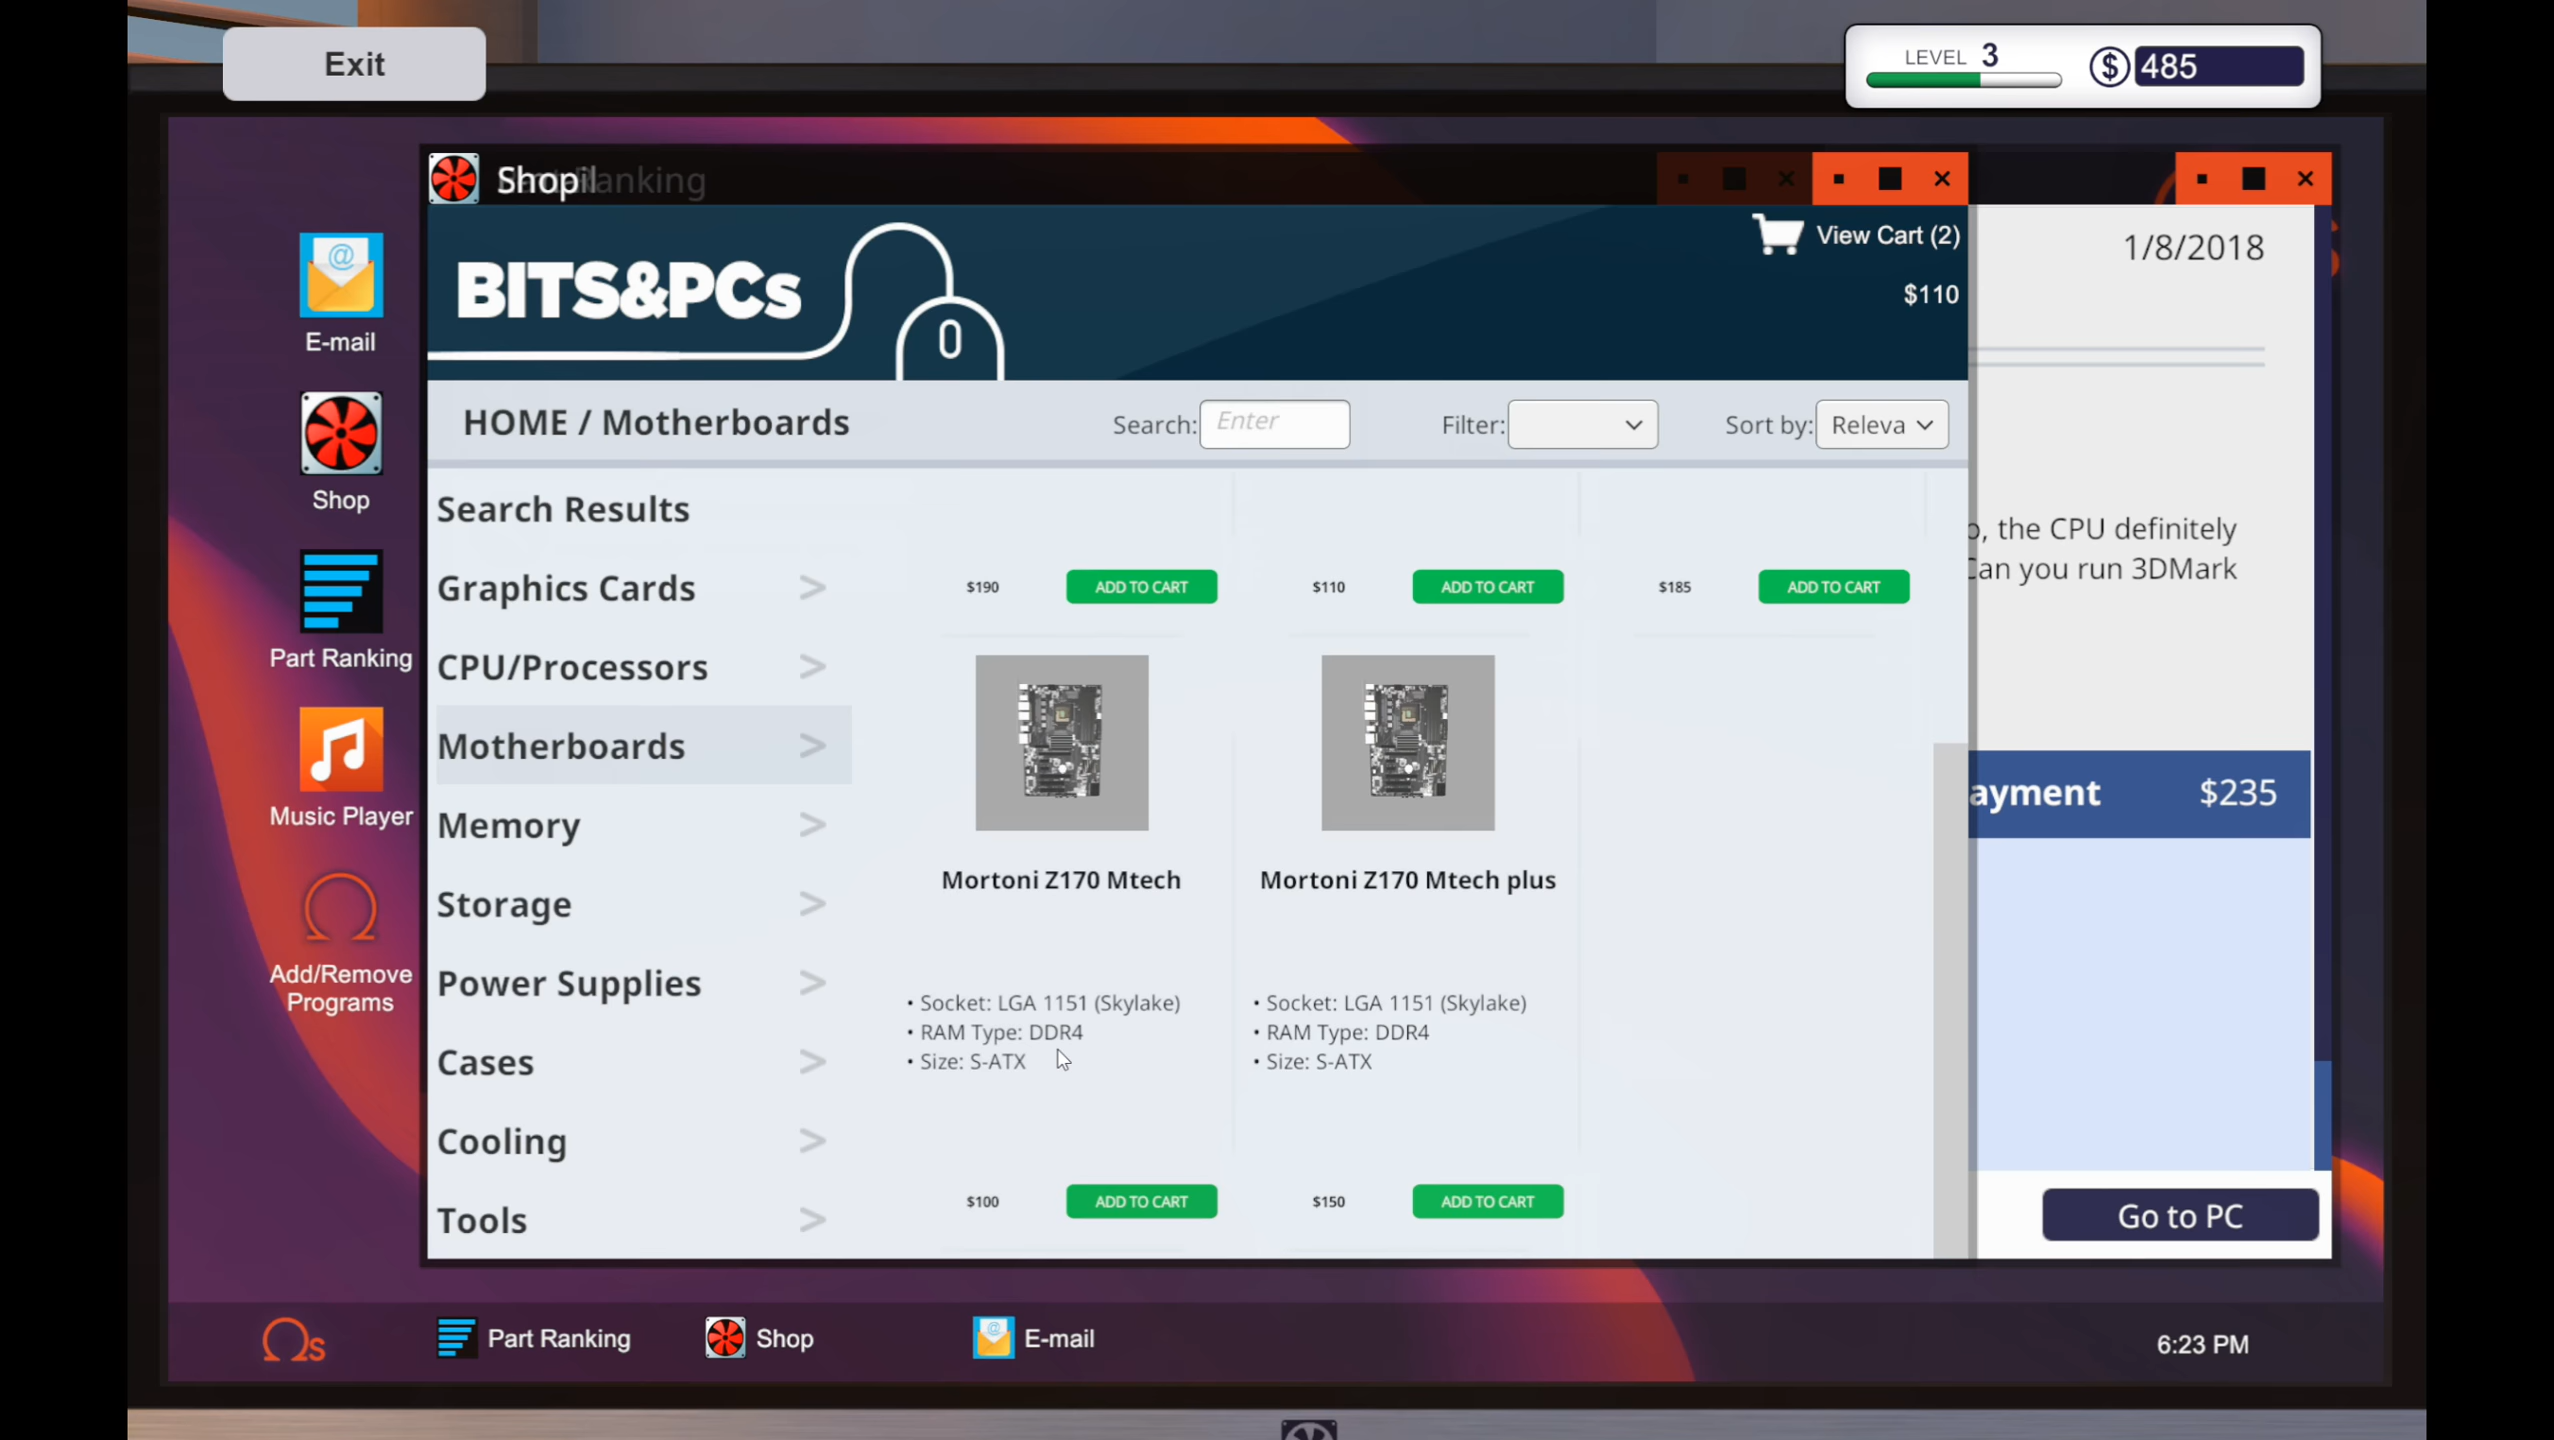 Exit
LEVEL 3
$ 485
Shop
Ranking
BITS&PCs
View Cart (2)
$110
1/8/2018
HOME / Motherboards
Search: Enter
Filter:
Sort by: Releva
Search Results
Graphics Cards >
CPU/Processors >
Motherboards >
Memory >
Storage >
Power Supplies >
Cases >
Cooling >
Tools >
$190 ADD TO CART
$110 ADD TO CART
$185 ADD TO CART
Mortoni Z170 Mtech
• Socket: LGA 1151 (Skylake)
• RAM Type: DDR4
• Size: S-ATX
$100 ADD TO CART
Mortoni Z170 Mtech plus
• Socket: LGA 1151 (Skylake)
• RAM Type: DDR4
• Size: S-ATX
$150 ADD TO CART
, the CPU definitely
Can you run 3DMark
ayment $235
Go to PC
E-mail
Shop
Part Ranking
Music Player
Add/Remove
Programs
Ωs
Part Ranking
Shop
E-mail
6:23 PM